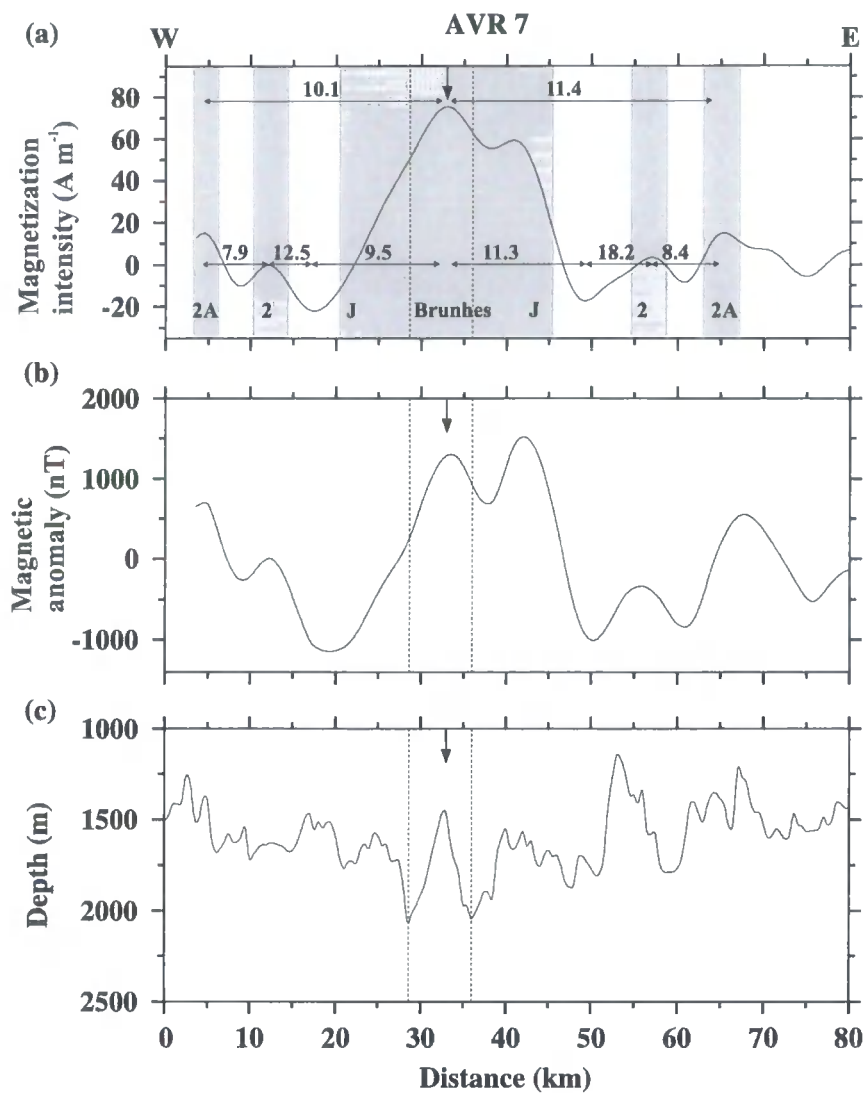 AVR 7
(a)
W
E
10.1
11.4
7.9
12.5
9.5
11.3
18.2
8.4
2A
2
J
Brunhes
J
2
2A
80
60
40
20
0
-20
Magnetization
intensity (A m⁻¹)
(b)
2000
1000
0
-1000
Magnetic
anomaly (nT)
(c)
1000
1500
2000
2500
Depth (m)
0 10 20 30 40 50 60 70 80
Distance (km)